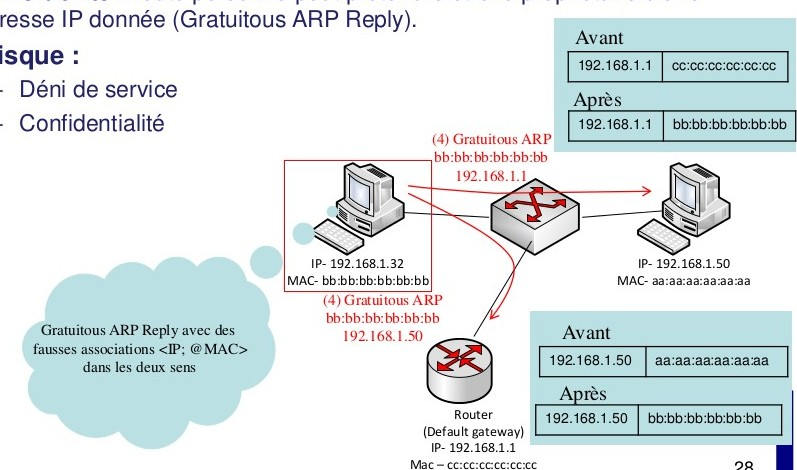 resse IP donnée (Gratuitous ARP Reply).
isque :
- Déni de service
- Confidentialité
Avant
192.168.1.1 cc:cc:cc:cc:cc:cc
Après
192.168.1.1 bb:bb:bb:bb:bb:bb
(4) Gratuitous ARP
bb:bb:bb:bb:bb:bb
192.168.1.1
IP- 192.168.1.32
MAC- bb:bb:bb:bb:bb:bb
IP- 192.168.1.50
MAC- aa:aa:aa:aa:aa:aa
(4) Gratuitous ARP
bb:bb:bb:bb:bb:bb
192.168.1.50
Gratuitous ARP Reply avec des
fausses associations <IP; @MAC>
dans les deux sens
Avant
192.168.1.50 aa:aa:aa:aa:aa:aa
Après
192.168.1.50 bb:bb:bb:bb:bb:bb
Router
(Default gateway)
IP- 192.168.1.1
Mac – cc:cc:cc:cc:cc:cc
28